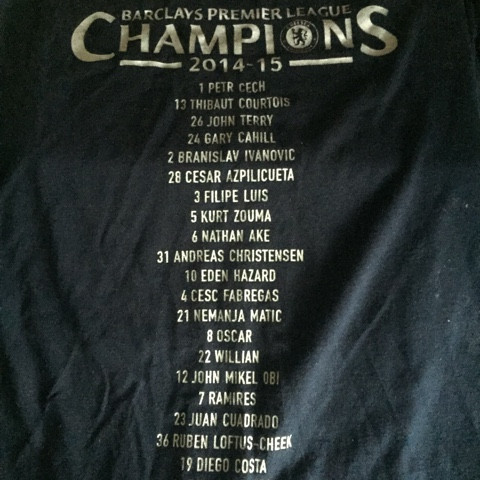 BARCLAYS PREMIER LEAGUE
CHAMPIONS
2014-15
1 PETR CECH
13 THIBAUT COURTOIS
26 JOHN TERRY
24 GARY CAHILL
2 BRANISLAV IVANOVIC
28 CESAR AZPILICUETA
3 FILIPE LUIS
5 KURT ZOUMA
6 NATHAN AKE
31 ANDREAS CHRISTENSEN
10 EDEN HAZARD
4 CESC FABREGAS
21 NEMANJA MATIC
8 OSCAR
22 WILLIAN
12 JOHN MIKEL OBI
7 RAMIRES
23 JUAN CUADRADO
36 RUBEN LOFTUS-CHEEK
19 DIEGO COSTA